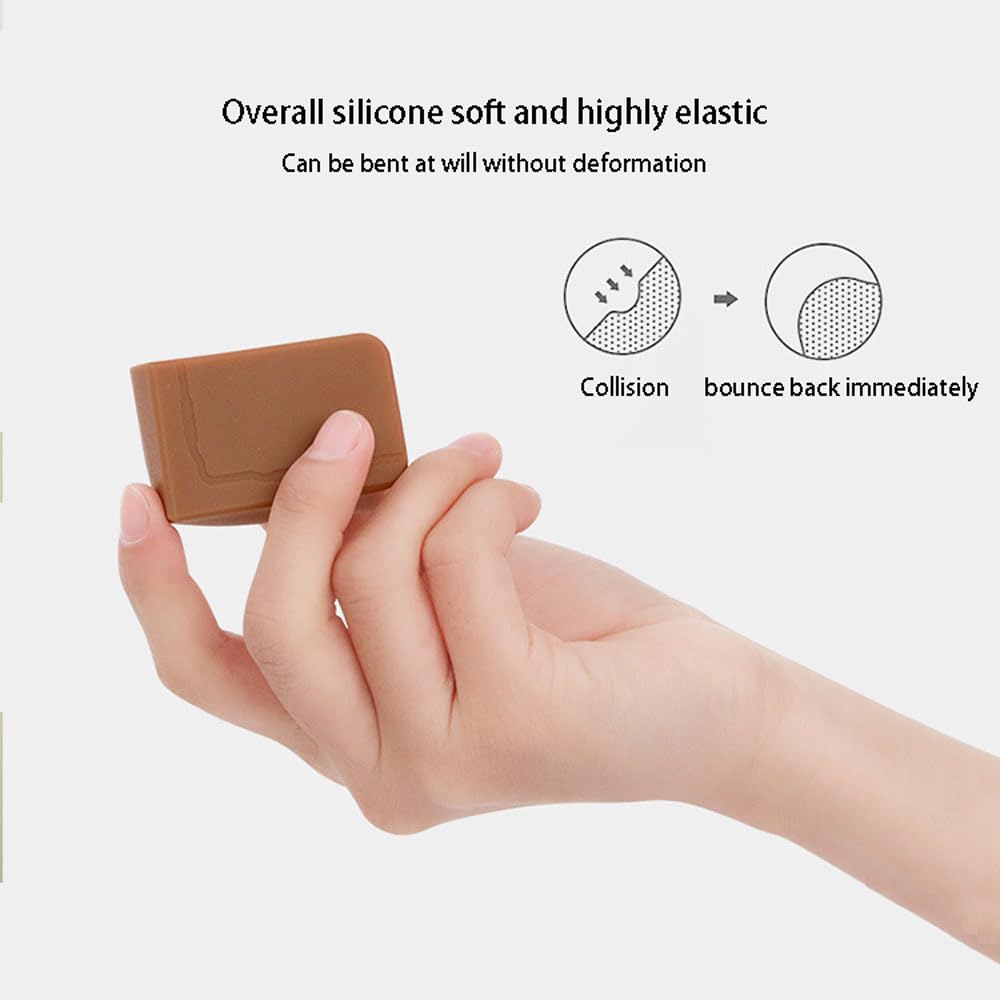 Overall silicone soft and highly elastic
Can be bent at will without deformation
Collision
bounce back immediately